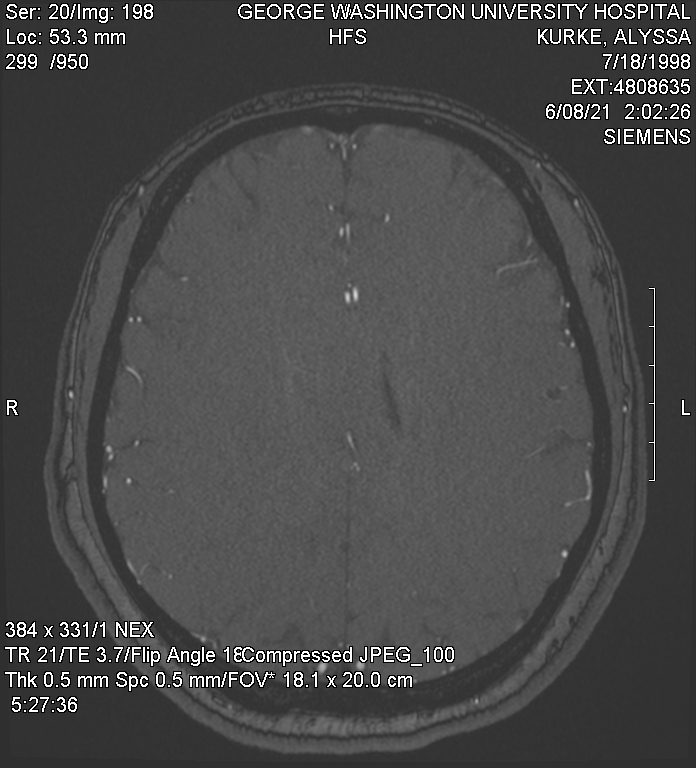 Ser: 20/Img: 198
Loc: 53.3 mm
299 /950
HFS
GEORGE WASHINGTON UNIVERSITY HOSPITAL
KURKE, ALYSSA
7/18/1998
EXT:4808635
6/08/21 2:02:26
SIEMENS
R
L
384 x 331/1 NEX
TR 21/TE 3.7/Flip Angle 18Compressed JPEG_100
Thk 0.5 mm Spc 0.5 mm/FOV* 18.1 x 20.0 cm
5:27:36